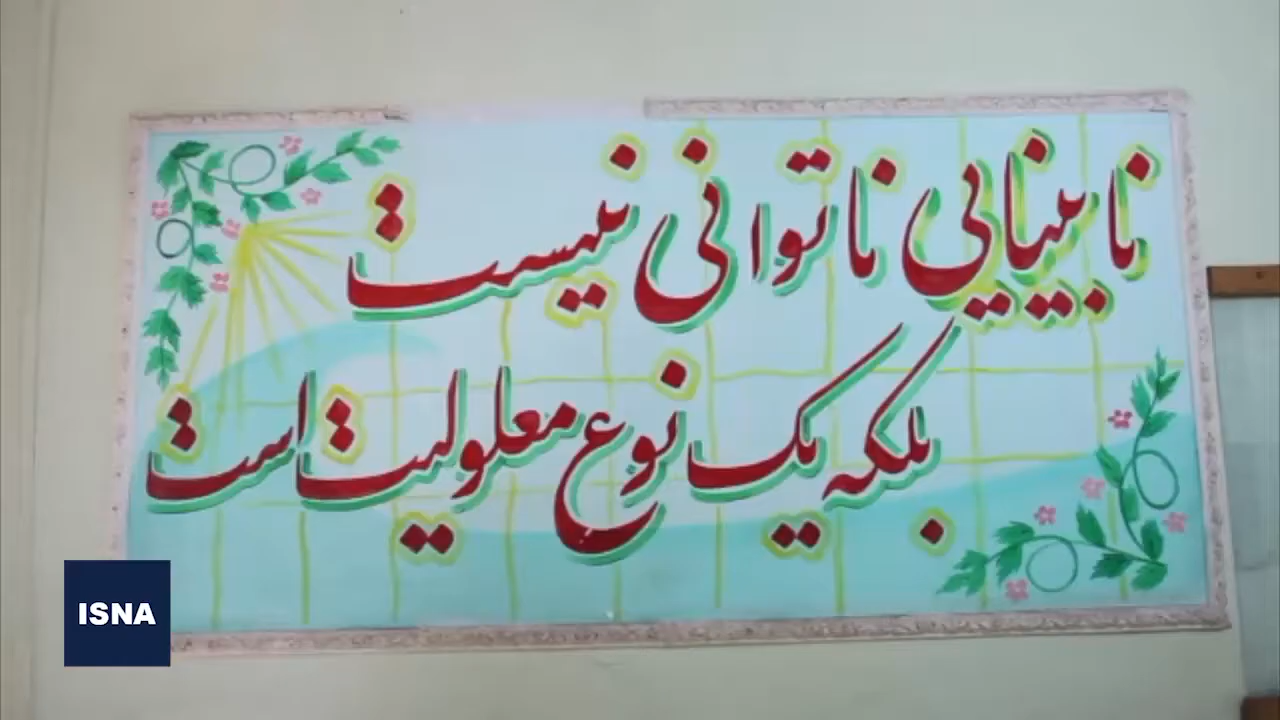 نابینایی ناتوانی نیست
بلکه یک نوع معلولیت است
ISNA